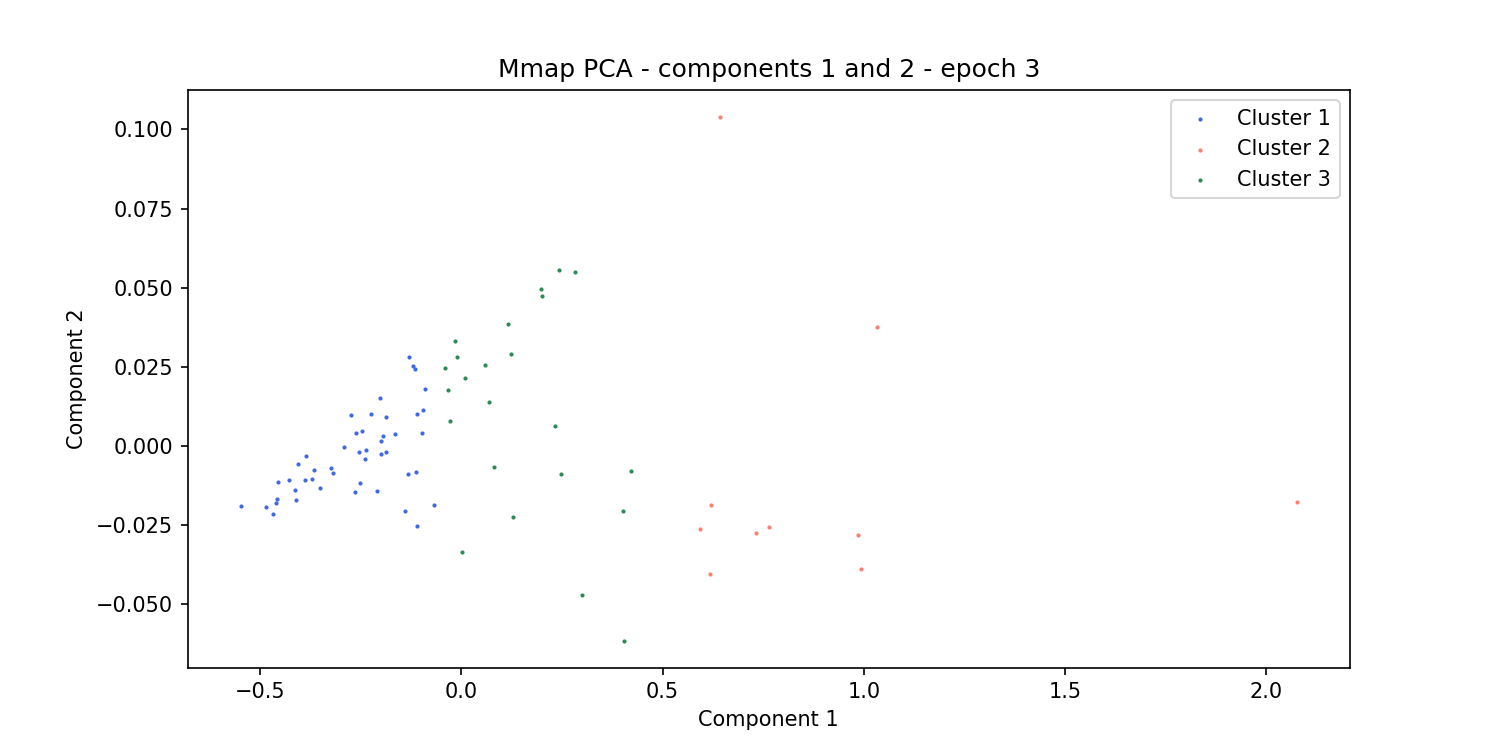 Mmap PCA - components 1 and 2 - epoch 3
Cluster 1
Cluster 2
Cluster 3
0.100
0.075
0.050
0.025
0.000
−0.025
−0.050
Component 2
−0.5
0.0
0.5
1.0
1.5
2.0
Component 1